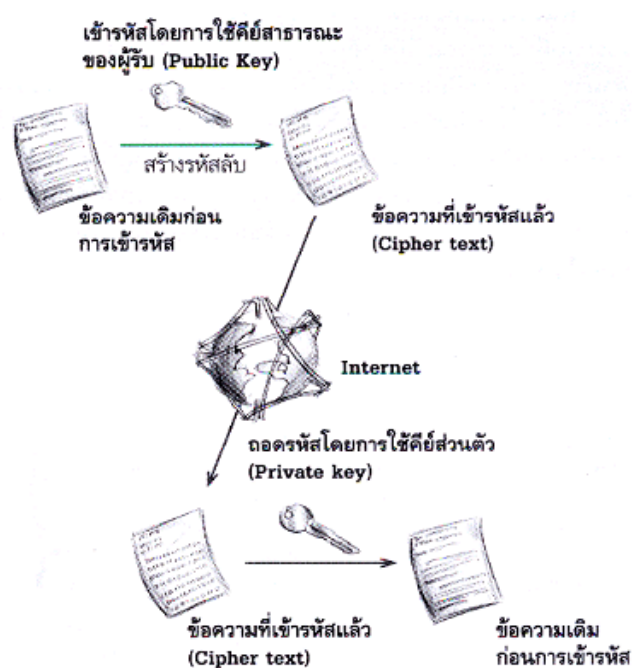 เข้ารหัสโดยการใช้คีย์สาธารณะ
ของผู้รับ (Public Key)
สร้างรหัสลับ
ข้อความเดิมก่อน
การเข้ารหัส
ข้อความที่เข้ารหัสแล้ว
(Cipher text)
Internet
ถอดรหัสโดยการใช้คีย์ส่วนตัว
(Private key)
ข้อความที่เข้ารหัสแล้ว
(Cipher text)
ข้อความเดิม
ก่อนการเข้ารหัส